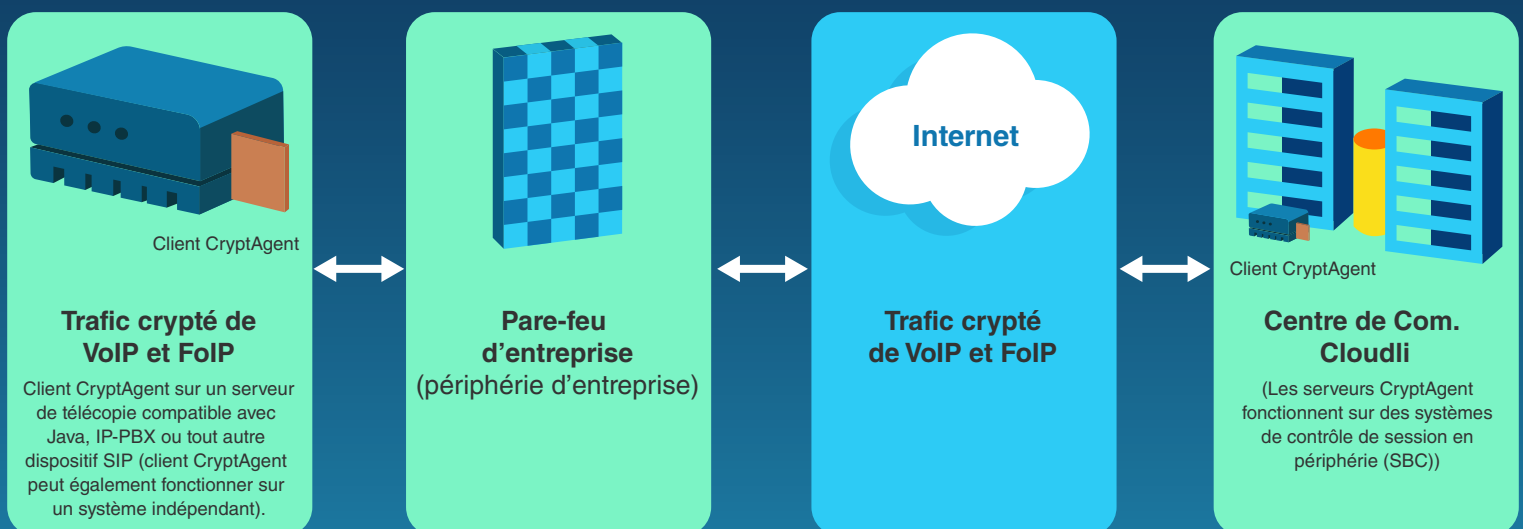 Client CryptAgent
Trafic crypté de
VoIP et FoIP
Client CryptAgent sur un serveur
de télécopie compatible avec
Java, IP-PBX ou tout autre
dispositif SIP (client CryptAgent
peut également fonctionner sur
un système indépendant).
Pare-feu
d'entreprise
(périphérie d'entreprise)
Internet
Trafic crypté
de VoIP et FoIP
Client CryptAgent
Centre de Com.
Cloudli
(Les serveurs CryptAgent
fonctionnent sur des systèmes
de contrôle de session en
périphérie (SBC))